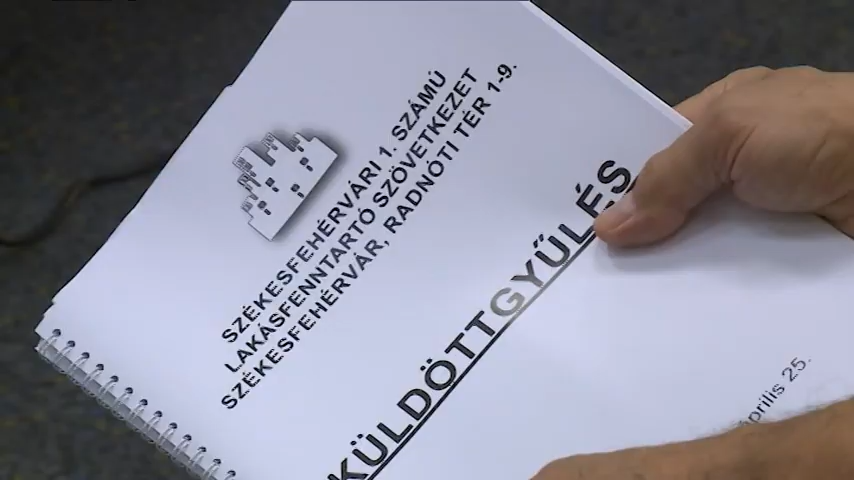 SZÉKESFEHÉRVÁRI 1. SZÁMÚ
LAKÁSFENNTARTÓ SZÖVETKEZET
SZÉKESFEHÉRVÁR, RADNÓTI TÉR 1-9.
KÜLDÖTTGYŰLÉS
április 25.